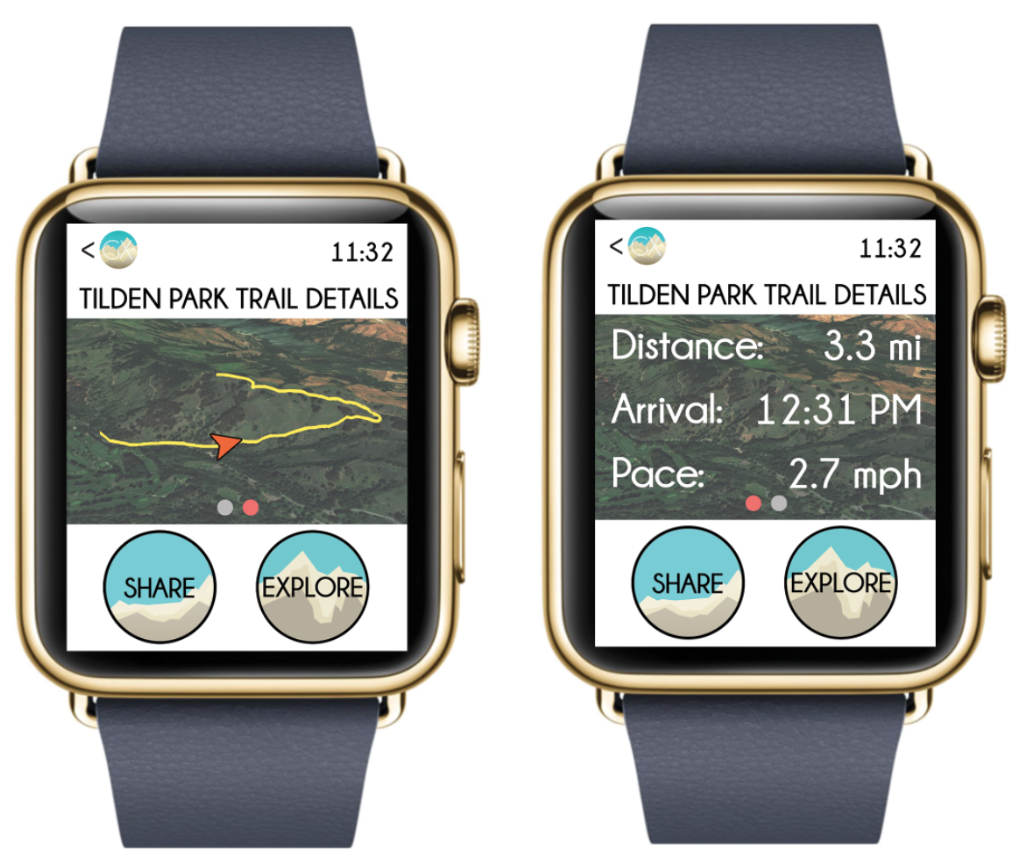 < 11:32
TILDEN PARK TRAIL DETAILS
SHARE
EXPLORE
< 11:32
TILDEN PARK TRAIL DETAILS
Distance: 3.3 mi
Arrival: 12:31 PM
Pace: 2.7 mph
SHARE
EXPLORE